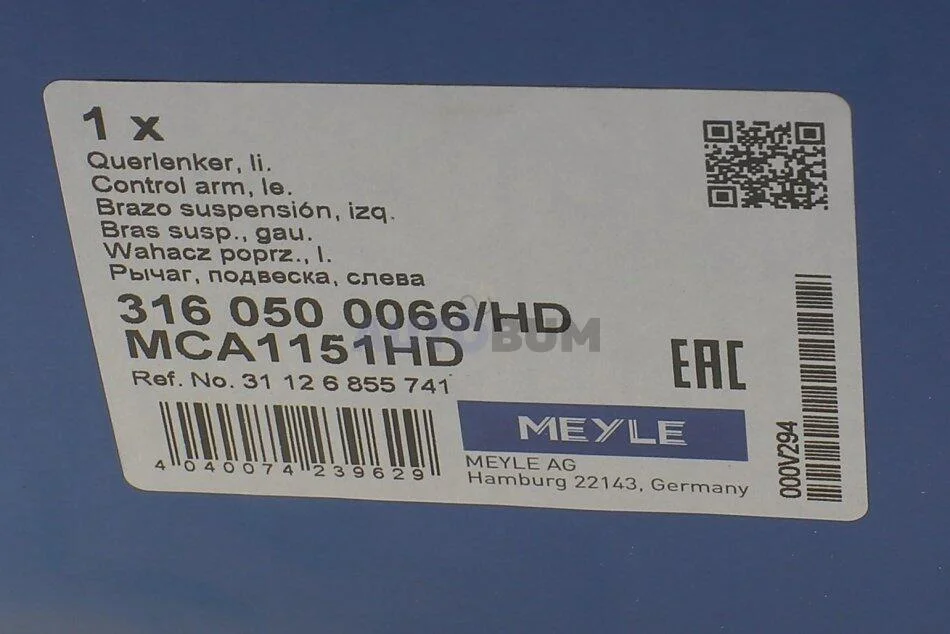 1 x
Querlenker, li.
Control arm, le.
Brazo suspensión, izq.
Bras susp., gau.
Wahacz poprz., l.
Рычаг, подвеска, слева
316 050 0066/HD
MCA1151HD
AUTOBUM
Ref. No. 31 12 6 855 741
EAC
4 040074 239629
MEYLE
MEYLE AG
Hamburg 22143, Germany
000V294